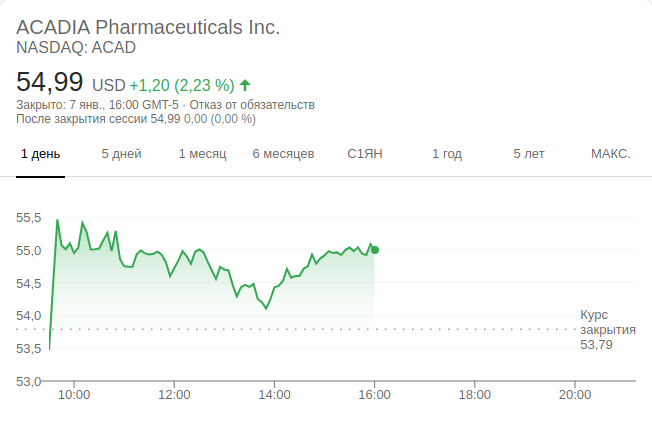 ACADIA Pharmaceuticals Inc.
NASDAQ: ACAD
54,99 USD +1,20 (2,23 %)
Закрыто: 7 янв., 16:00 GMT-5 · Отказ от обязательств
После закрытия сессии 54,99 0,00 (0,00 %)
1 день 5 дней 1 месяц 6 месяцев С1ЯН 1 год 5 лет МАКС.
55,5
55,0
54,5
54,0
53,5
53,0
Курс
закрытия
53,79
10:00 12:00 14:00 16:00 18:00 20:00